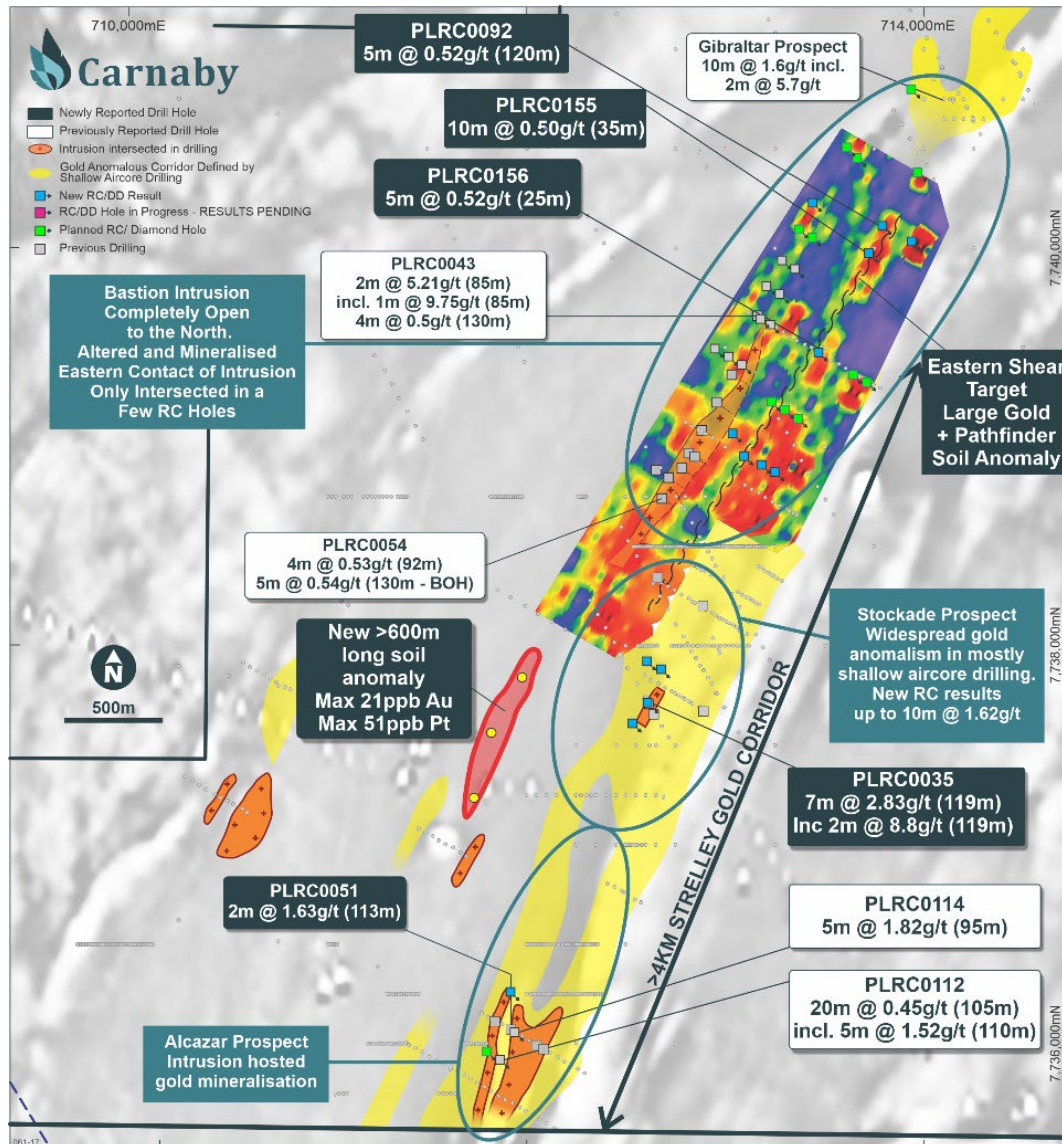 710,000mE
714,000mE
Carnaby
Newly Reported Drill Hole
Previously Reported Drill Hole
Intrusion intersected in drilling
Gold Anomalous Corridor Defined by
Shallow Aircore Drilling
New RC/DD Result
RC/DD Hole in Progress - RESULTS PENDING
Planned RC/ Diamond Hole
Previous Drilling
PLRC0092
5m @ 0.52g/t (120m)
Gibraltar Prospect
10m @ 1.6g/t incl.
2m @ 5.7g/t
PLRC0155
10m @ 0.50g/t (35m)
PLRC0156
5m @ 0.52g/t (25m)
7,740,000mN
PLRC0043
2m @ 5.21g/t (85m)
incl. 1m @ 9.75g/t (85m)
4m @ 0.5g/t (130m)
Bastion Intrusion
Completely Open
to the North.
Altered and Mineralised
Eastern Contact of Intrusion
Only Intersected in a
Few RC Holes
Eastern Shear
Target
Large Gold
+ Pathfinder
Soil Anomaly
PLRC0054
4m @ 0.53g/t (92m)
5m @ 0.54g/t (130m - BOH)
New >600m
long soil
anomaly
Max 21ppb Au
Max 51ppb Pt
N
500m
Stockade Prospect
Widespread gold
anomalism in mostly
shallow aircore drilling.
New RC results
up to 10m @ 1.62g/t
7,738,000mN
PLRC0035
7m @ 2.83g/t (119m)
Inc 2m @ 8.8g/t (119m)
>4KM STRELLEY GOLD CORRIDOR
PLRC0051
2m @ 1.63g/t (113m)
PLRC0114
5m @ 1.82g/t (95m)
PLRC0112
20m @ 0.45g/t (105m)
incl. 5m @ 1.52g/t (110m)
7,736,000mN
Alcazar Prospect
Intrusion hosted
gold mineralisation
061-17